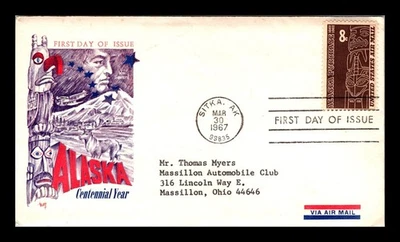 FIRST DAY OF ISSUE
ALASKA
Centennial Year
8¢
ALASKA PURCHASE
UNITED STATES AIR MAIL
SITKA, AK
MAR
30
1967
99835
FIRST DAY OF ISSUE
Mr. Thomas Myers
Massillon Automobile Club
316 Lincoln Way E.
Massillon, Ohio 44646
VIA AIR MAIL